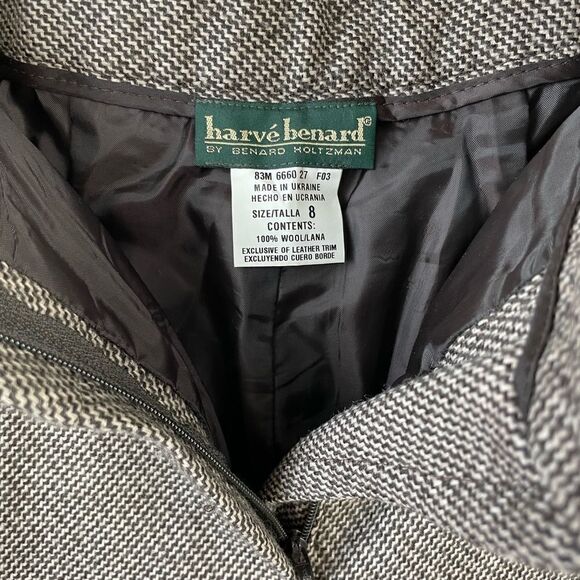 harvé benard®
BY BENARD HOLTZMAN
83M 6660 27 F03
MADE IN UKRAINE
HECHO EN UCRANIA
SIZE/TALLA 8
CONTENTS:
100% WOOL/LANA
EXCLUSIVE OF LEATHER TRIM
EXCLUYENDO CUERO BORDE